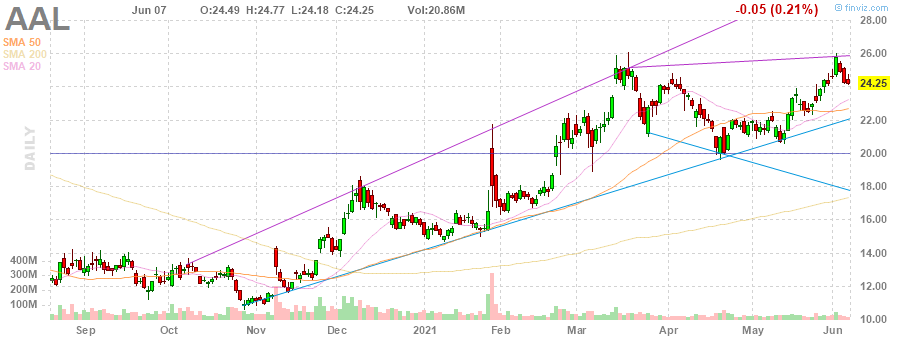 AAL Jun 07 O:24.49 H:24.77 L:24.18 C:24.25 Vol:20.86M -0.05 (0.21%) finviz.com
SMA 50
SMA 200
SMA 20
DAILY
28.00
26.00
24.25
22.00
20.00
18.00
16.00
14.00
12.00
10.00
400M
300M
200M
100M
Sep Oct Nov Dec 2021 Feb Mar Apr May Jun